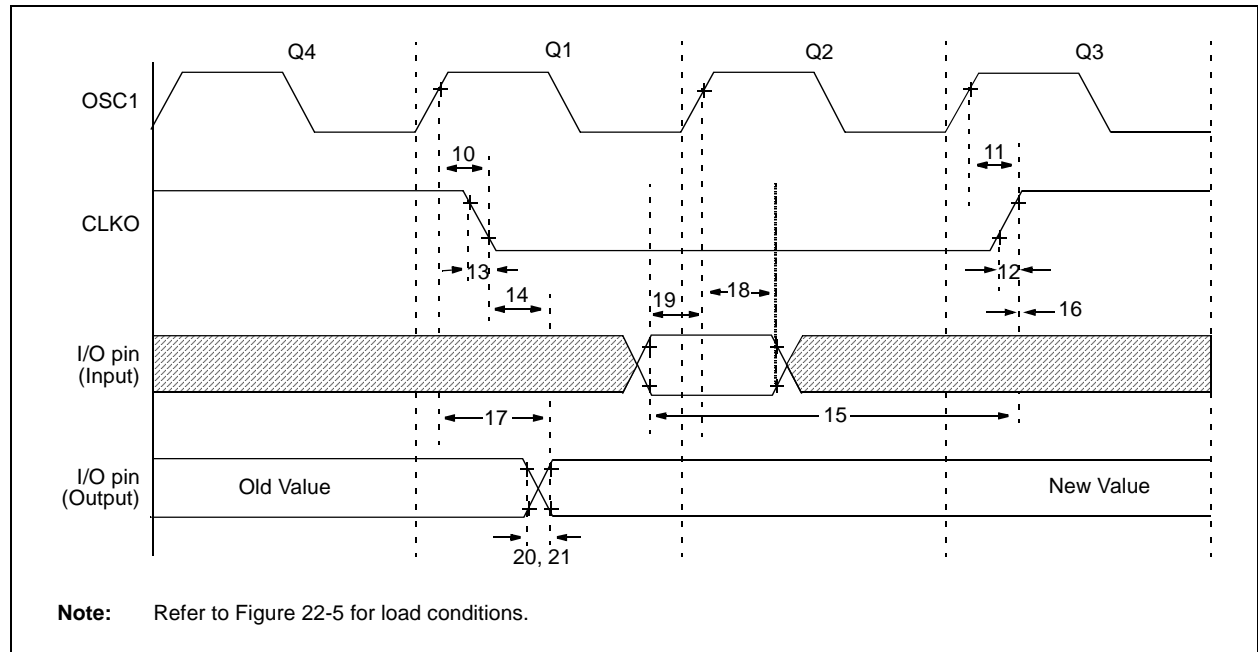 Q4 Q1 Q2 Q3
OSC1
10 11
CLKO
13 12
14 19 18 16
I/O pin
(Input)
17 15
I/O pin
(Output)
Old Value New Value
20, 21
Note: Refer to Figure 22-5 for load conditions.